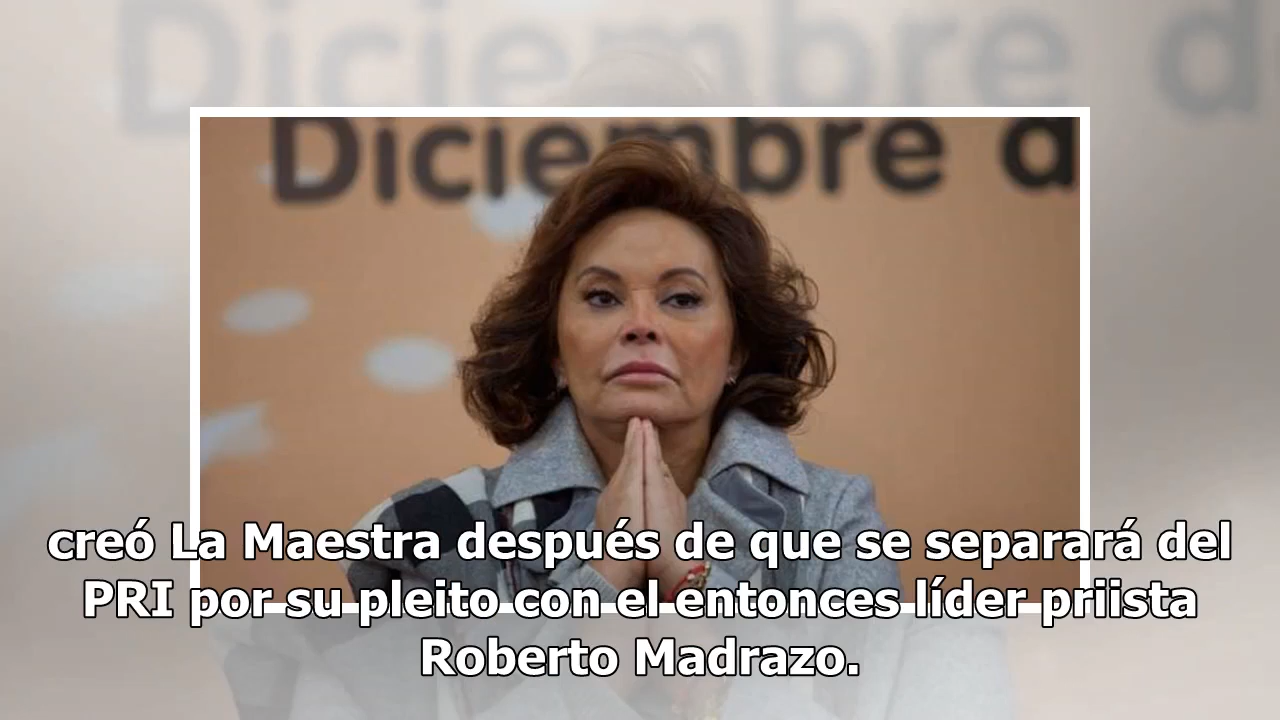 Diciembre d
Diciembre d
creó La Maestra después de que se separará del
PRI por su pleito con el entonces líder priista
Roberto Madrazo.